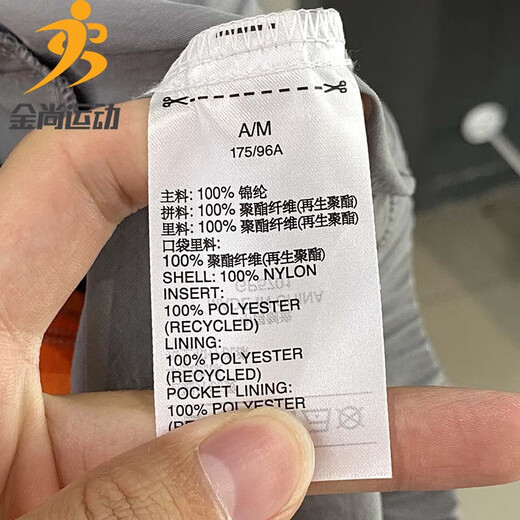 金尚运动
A/M
175/96A
主料: 100% 锦纶
拼料: 100% 聚酯纤维(再生聚酯)
里料: 100% 聚酯纤维(再生聚酯)
口袋里料:
100% 聚酯纤维(再生聚酯)
SHELL: 100% NYLON
INSERT:
100% POLYESTER
(RECYCLED)
LINING:
100% POLYESTER
(RECYCLED)
POCKET LINING:
100% POLYESTER